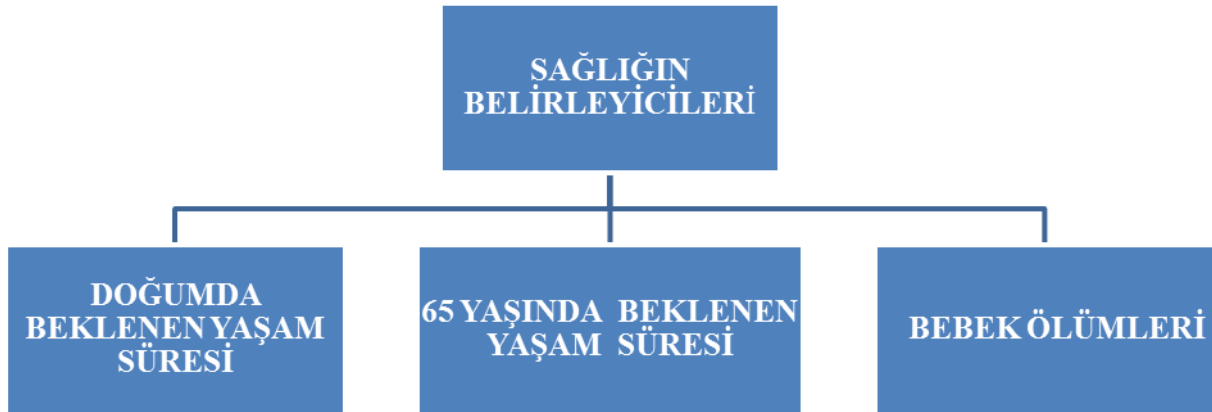 SAĞLIĞIN
BELİRLEYİCİLERİ
DOĞUMDA
BEKLENEN YAŞAM
SÜRESİ
65 YAŞINDA BEKLENEN
YAŞAM SÜRESİ
BEBEK ÖLÜMLERİ